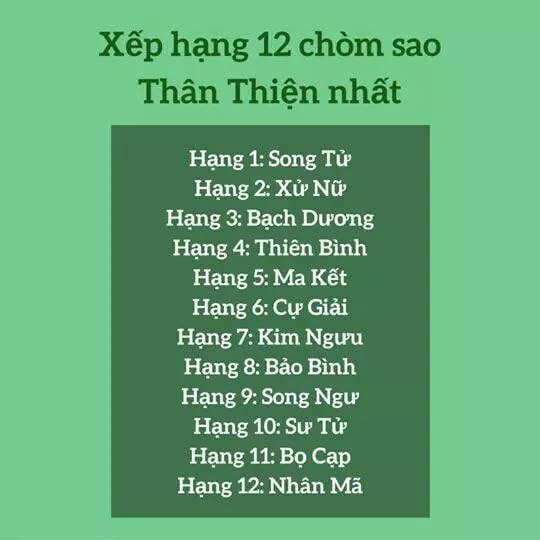 Xếp hạng 12 chòm sao
Thân Thiện nhất
Hạng 1: Song Tử
Hạng 2: Xử Nữ
Hạng 3: Bạch Dương
Hạng 4: Thiên Bình
Hạng 5: Ma Kết
Hạng 6: Cự Giải
Hạng 7: Kim Ngưu
Hạng 8: Bảo Bình
Hạng 9: Song Ngư
Hạng 10: Sư Tử
Hạng 11: Bọ Cạp
Hạng 12: Nhân Mã